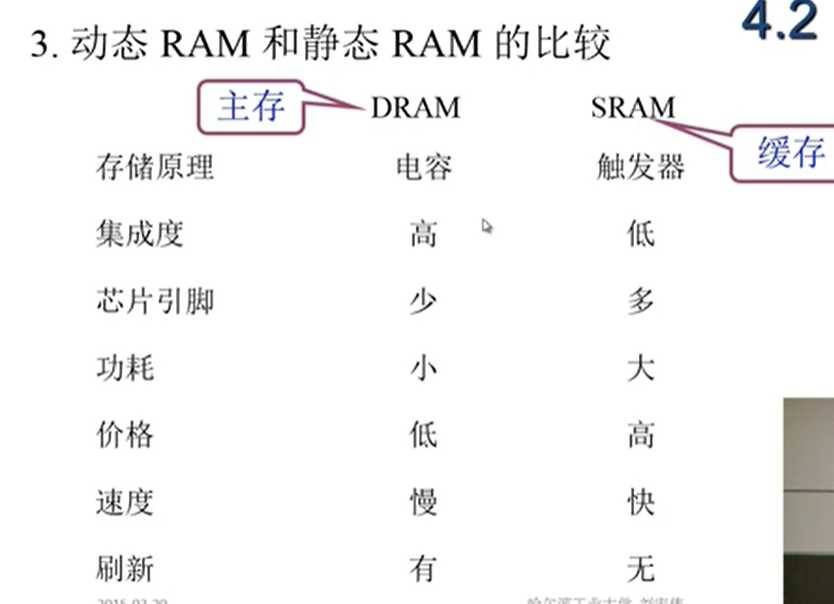 3. 动态 RAM 和静态 RAM 的比较
4.2
主存 DRAM SRAM
缓存
存储原理 电容 触发器
集成度 高 低
芯片引脚 少 多
功耗 小 大
价格 低 高
速度 慢 快
刷新 有 无